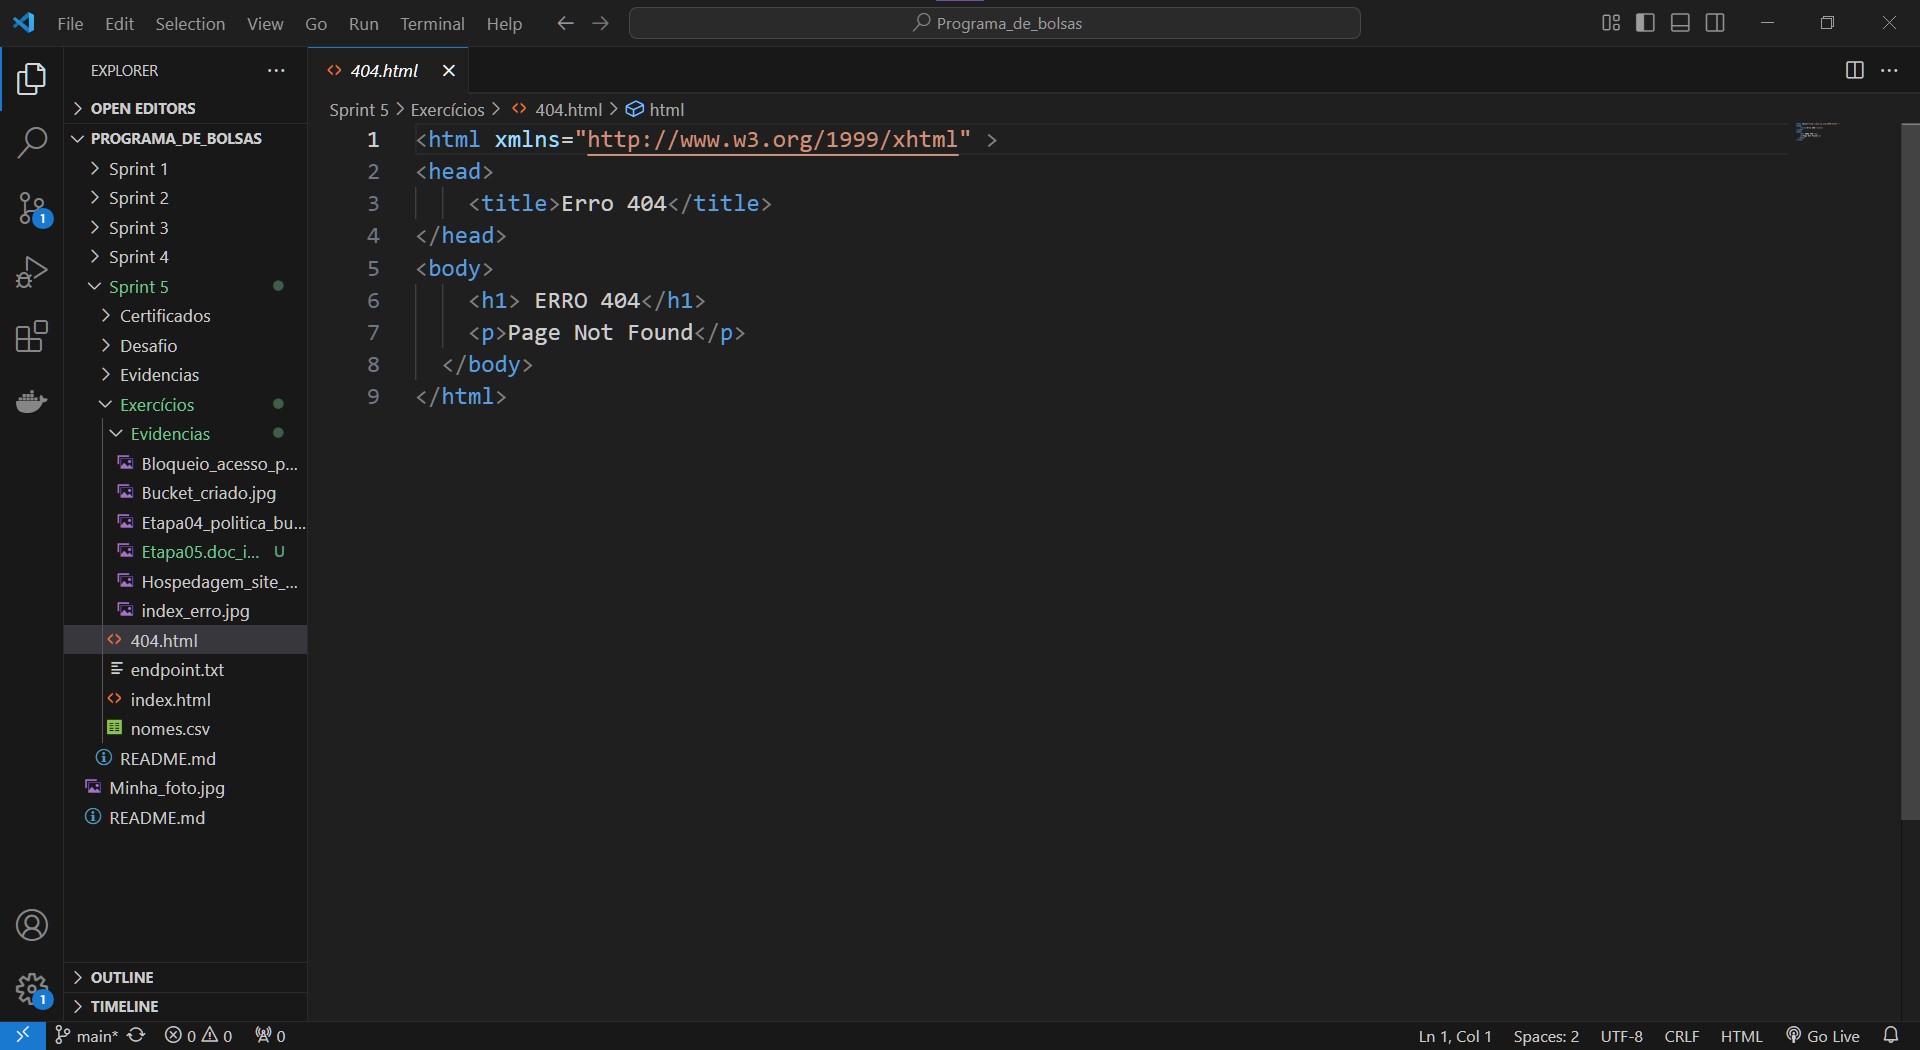 File Edit Selection View Go Run Terminal Help
Programa_de_bolsas
EXPLORER
OPEN EDITORS
PROGRAMA_DE_BOLSAS
Sprint 1
Sprint 2
Sprint 3
Sprint 4
Sprint 5
Certificados
Desafio
Evidencias
Exercícios
Evidencias
Bloqueio_acesso_p...
Bucket_criado.jpg
Etapa04_politica_bu...
Etapa05.doc_i... U
Hospedagem_site_...
index_erro.jpg
404.html
endpoint.txt
index.html
nomes.csv
README.md
Minha_foto.jpg
README.md
OUTLINE
TIMELINE
1
1
404.html
Sprint 5 > Exercícios > 404.html > html
1 <html xmlns="http://www.w3.org/1999/xhtml" >
2 <head>
3 <title>Erro 404</title>
4 </head>
5 <body>
6 <h1> ERRO 404</h1>
7 <p>Page Not Found</p>
8 </body>
9 </html>
main* 0 0 0
Ln 1, Col 1 Spaces: 2 UTF-8 CRLF HTML Go Live